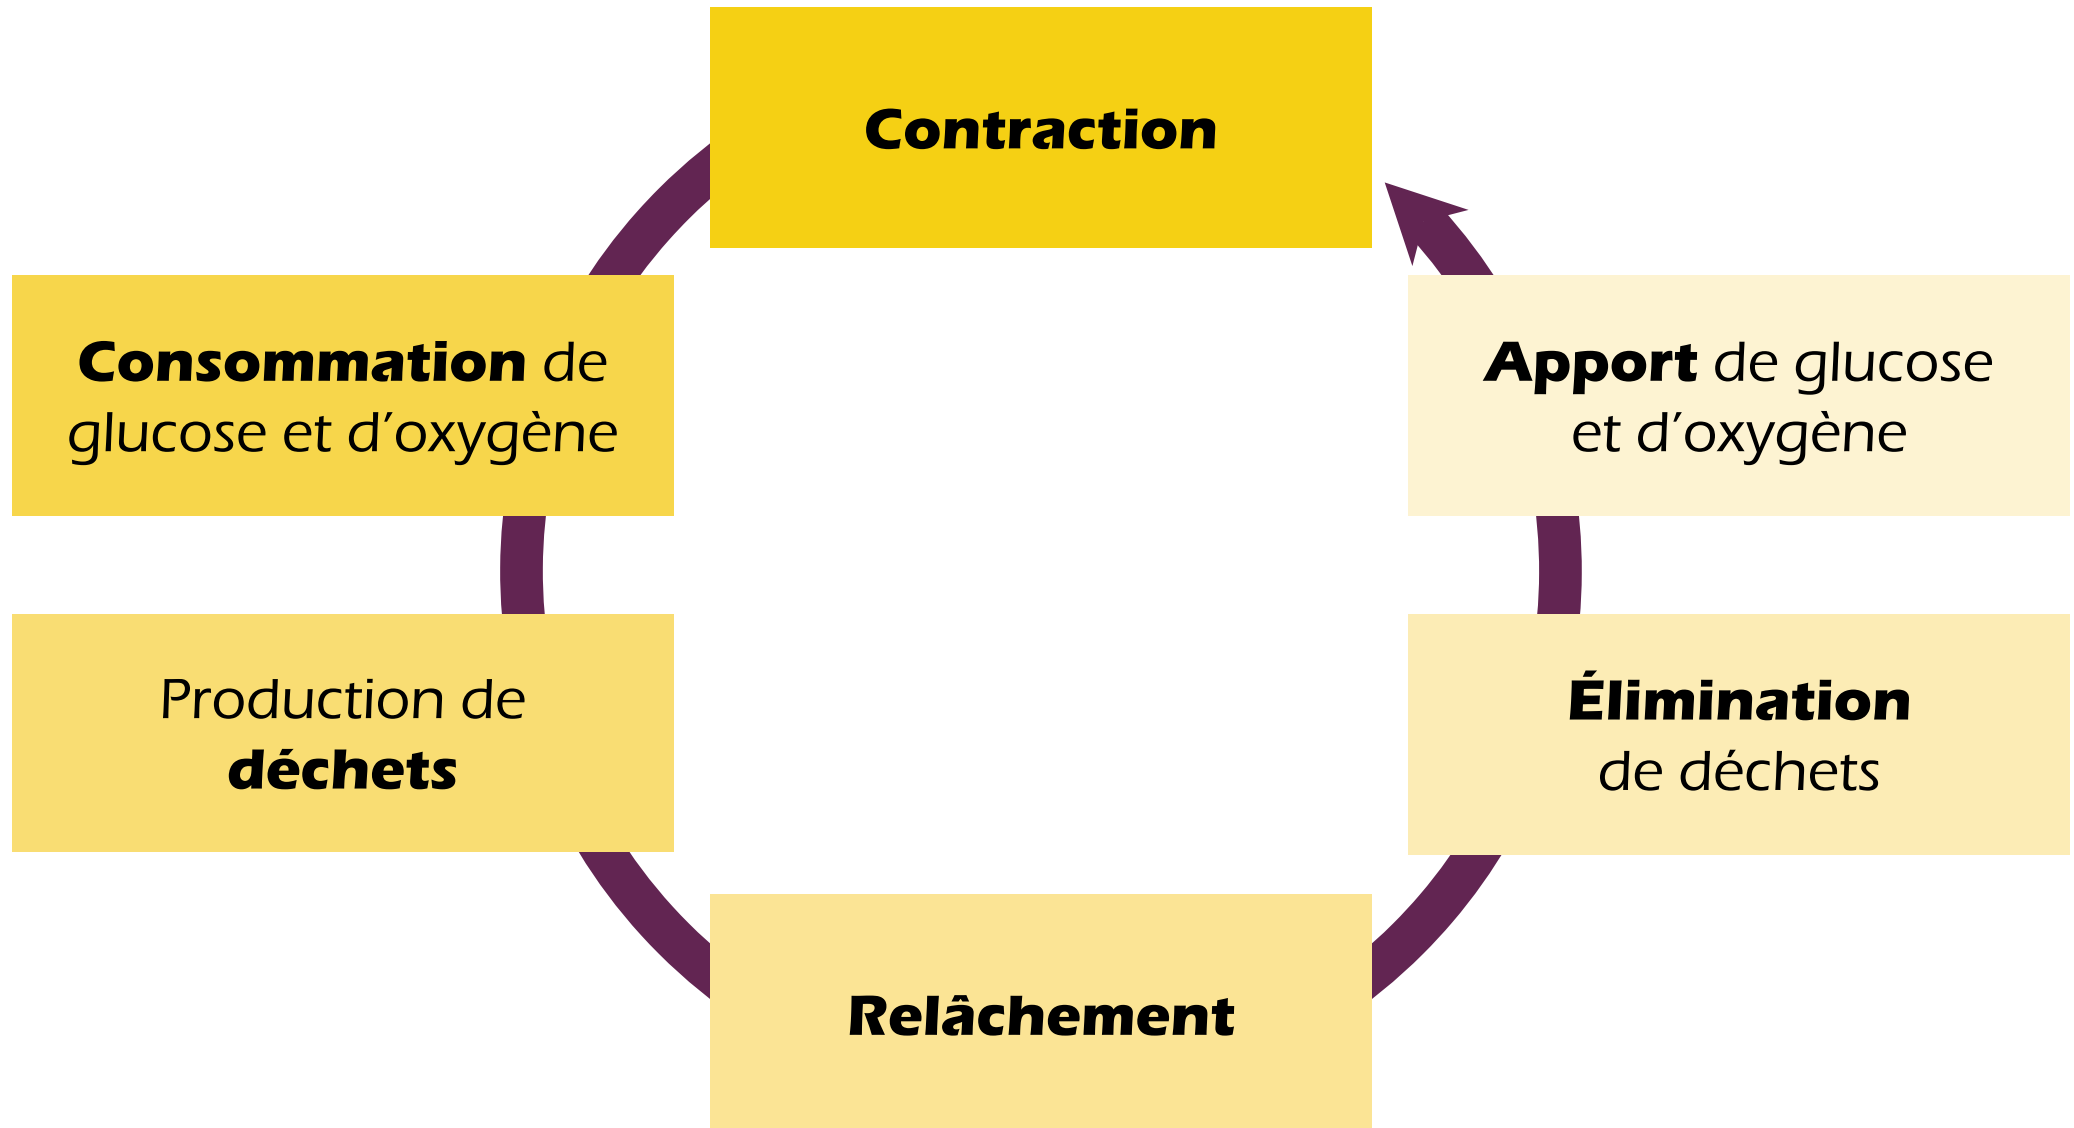 Contraction
Consommation de
glucose et d’oxygène
Production de
déchets
Relâchement
Élimination
de déchets
Apport de glucose
et d’oxygène